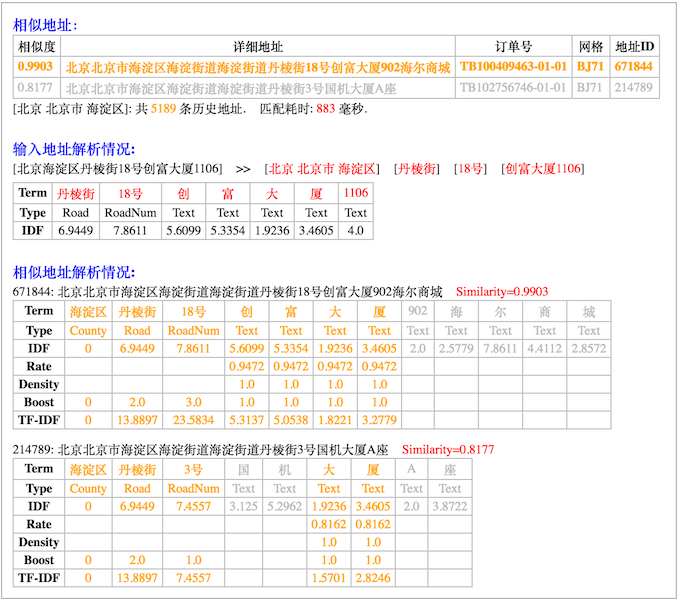 相似地址:
相似度 详细地址 订单号 网格 地址ID
0.9903 北京北京市海淀区海淀街道海淀街道丹棱街18号创富大厦902海尔商城 TB100409463-01-01 BJ71 671844
0.8177 北京北京市海淀区海淀街道海淀街道丹棱街3号国机大厦A座 TB102756746-01-01 BJ71 214789
[北京 北京市 海淀区]: 共 5189 条历史地址. 匹配耗时: 883 毫秒.
输入地址解析情况:
[北京海淀区丹棱街18号创富大厦1106] >> [北京 北京市 海淀区] [丹棱街] [18号] [创富大厦1106]
Term 丹棱街 18号 创 富 大 厦 1106
Type Road RoadNum Text Text Text Text Text
IDF 6.9449 7.8611 5.6099 5.3354 1.9236 3.4605 4.0
相似地址解析情况:
671844: 北京北京市海淀区海淀街道海淀街道丹棱街18号创富大厦902海尔商城 Similarity=0.9903
Term 海淀区 丹棱街 18号 创 富 大 厦 902 海 尔 商 城
Type County Road RoadNum Text Text Text Text Text Text Text Text Text
IDF 0 6.9449 7.8611 5.6099 5.3354 1.9236 3.4605 2.0 2.5779 7.8611 4.4112 2.8572
Rate 0.9472 0.9472 0.9472 0.9472
Density 1.0 1.0 1.0 1.0
Boost 0 2.0 3.0 1.0 1.0 1.0 1.0
TF-IDF 0 13.8897 23.5834 5.3137 5.0538 1.8221 3.2779
214789: 北京北京市海淀区海淀街道海淀街道丹棱街3号国机大厦A座 Similarity=0.8177
Term 海淀区 丹棱街 3号 国 机 大 厦 A 座
Type County Road RoadNum Text Text Text Text Text Text
IDF 0 6.9449 7.4557 3.125 5.2962 1.9236 3.4605 2.0 3.8722
Rate 0.8162 0.8162
Density 1.0 1.0
Boost 0 2.0 1.0 1.0 1.0
TF-IDF 0 13.8897 7.4557 1.5701 2.8246